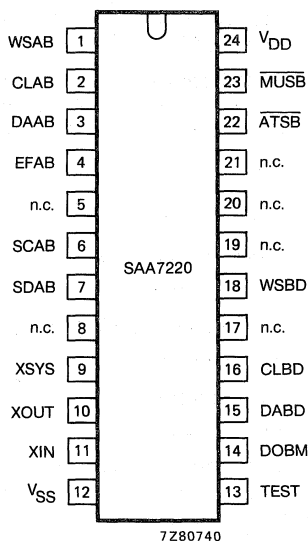 WSAB 1 24 VDD
CLAB 2 23 MUSB
DAAB 3 22 ATSB
EFAB 4 21 n.c.
n.c. 5 20 n.c.
SCAB 6 19 n.c.
SAA7220
SDAB 7 18 WSBD
n.c. 8 17 n.c.
XSYS 9 16 CLBD
XOUT 10 15 DABD
XIN 11 14 DOBM
VSS 12 13 TEST
7Z80740